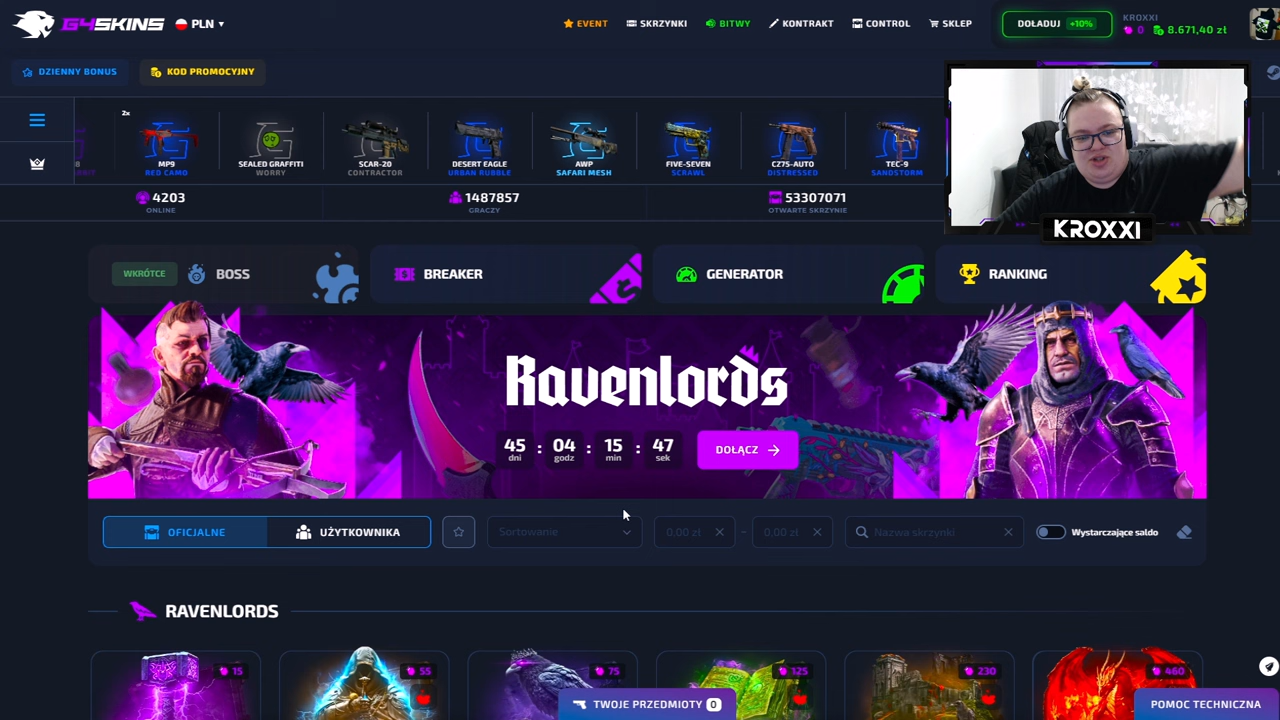 G4SKINS
PLN
EVENT
SKRZYNKI
BITWY
KONTRAKT
CONTROL
SKLEP
DOŁADUJ +10%
KROXXI
0 8.671,40 zł
DZIENNY BONUS
KOD PROMOCYJNY
2x
MP9
RED CAMO
SEALED GRAFFITI
WORRY
SCAR-20
CONTRACTOR
DESERT EAGLE
URBAN RUBBLE
AWP
SAFARI MESH
FIVE-SEVEN
SCRAWL
CZ75-AUTO
DISTRESSED
TEC-9
SANDSTORM
4203
ONLINE
1487857
GRACZY
53307071
OTWARTE SKRZYNIE
KROXXI
WKRÓTCE BOSS
BREAKER
GENERATOR
RANKING
Ravenlords
45 : 04 : 15 : 47
dni godz min sek
DOŁĄCZ
OFICJALNE
UŻYTKOWNIKA
Sortowanie
0,00 zł – 0,00 zł
Nazwa skrzynki
Wystarczające saldo
RAVENLORDS
15
55
75
125
230
460
TWOJE PRZEDMIOTY 0
POMOC TECHNICZNA